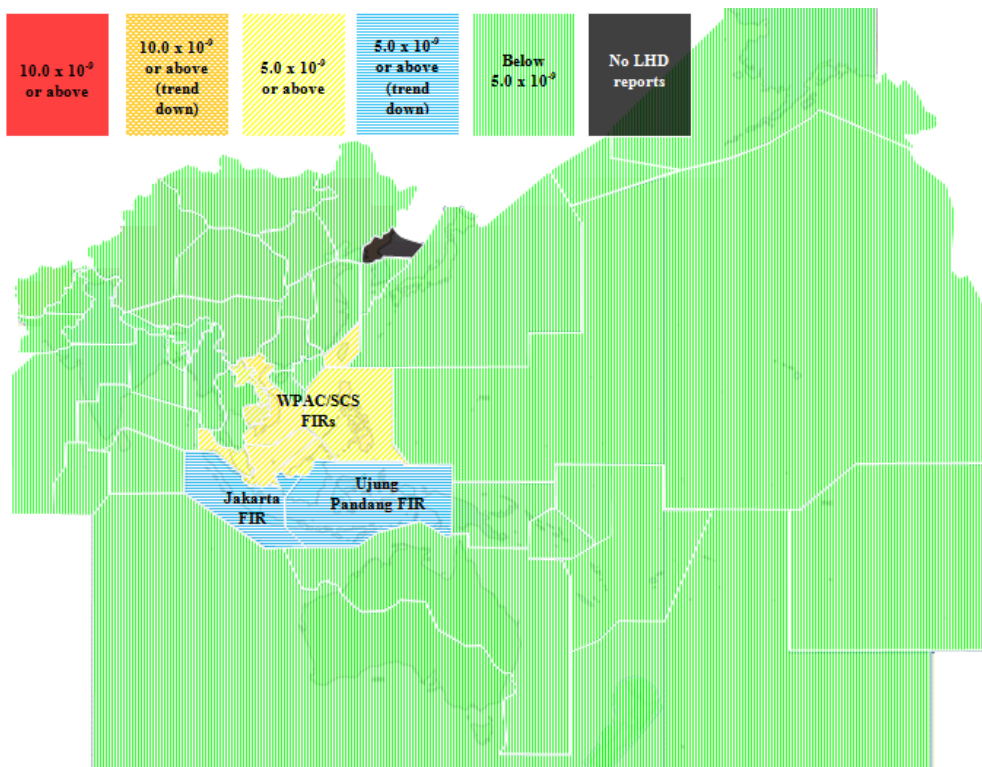 10.0 x 10⁻⁹
or above
10.0 x 10⁻⁹
or above
(trend
down)
5.0 x 10⁻⁹
or above
5.0 x 10⁻⁹
or above
(trend
down)
Below
5.0 x 10⁻⁹
No LHD
reports
WPAC/SCS
FIRs
Jakarta
FIR
Ujung
Pandang FIR